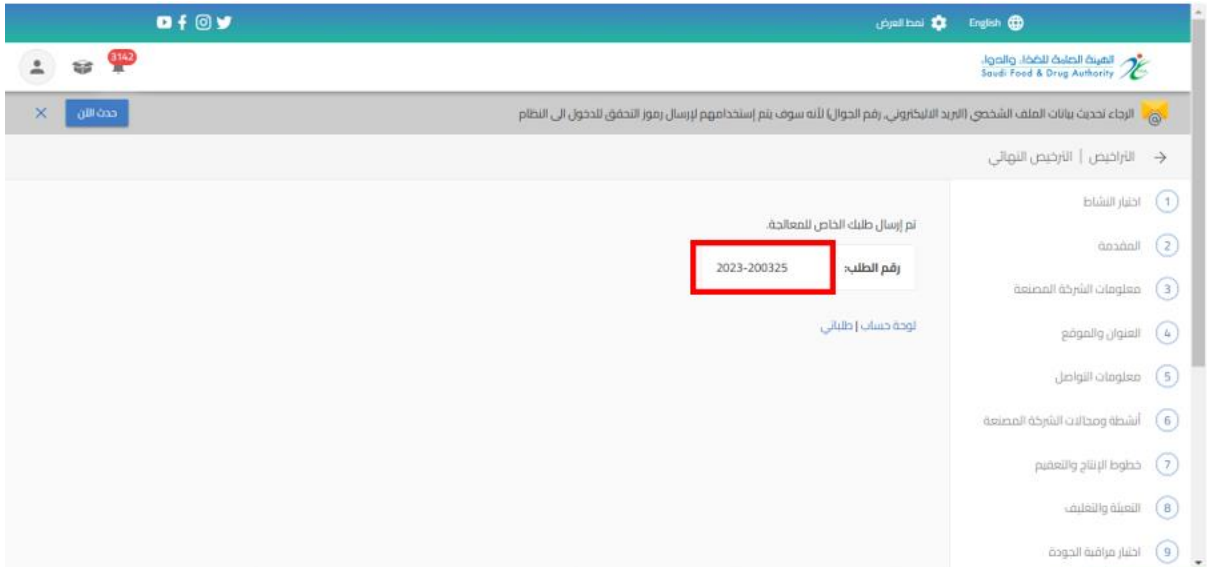 English
نمط العرض
الهيئة العامة للغذاء والدواء
Saudi Food & Drug Authority
3142
الرجاء تحديث بيانات الملف الشخصي (البريد الاليكتروني, رقم الجوال) لأنه سوف يتم إستخدامهم لإرسال رموز التحقق للدخول الى النظام
حدث الآن
التراخيص | الترخيص النهائي
1 اختيار النشاط
2 المقدمة
3 معلومات الشركة المصنعة
4 العنوان والموقع
5 معلومات التواصل
6 أنشطة ومجالات الشركة المصنعة
7 خطوط الإنتاج والتعقيم
8 التعبئة والتغليف
9 اختبار مراقبة الجودة
تم إرسال طلبك الخاص للمعالجة.
رقم الطلب: 2023-200325
لوحة حساب | طلباتي